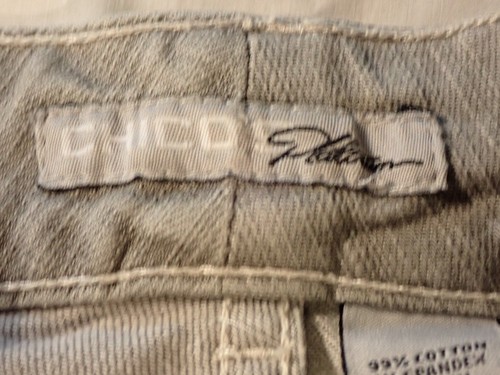 CHICO'S Platinum
99% COTTON
SPANDEX